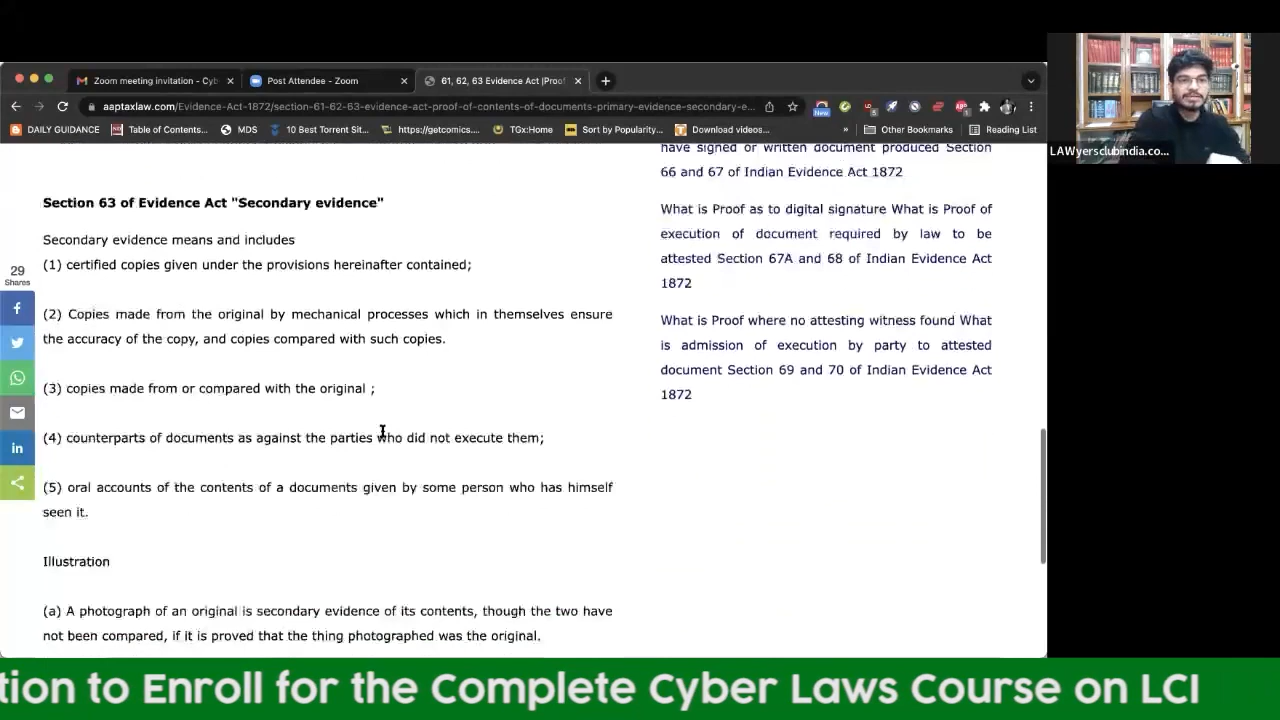 Zoom meeting invitation - Cyb
Post Attendee - Zoom
61, 62, 63 Evidence Act |Proof
aaptaxlaw.com/Evidence-Act-1872/section-61-62-63-evidence-act-proof-of-contents-of-documents-primary-evidence-secondary-e...
New
DAILY GUIDANCE
Table of Contents...
MDS
10 Best Torrent Sit...
https://getcomics....
TGx:Home
Sort by Popularity...
Download videos...
»
Other Bookmarks
Reading List
LAWyersclubindia.co...
29
Shares
Section 63 of Evidence Act "Secondary evidence"
Secondary evidence means and includes
(1) certified copies given under the provisions hereinafter contained;
(2) Copies made from the original by mechanical processes which in themselves ensure
the accuracy of the copy, and copies compared with such copies.
(3) copies made from or compared with the original ;
(4) counterparts of documents as against the parties who did not execute them;
(5) oral accounts of the contents of a documents given by some person who has himself
seen it.
Illustration
(a) A photograph of an original is secondary evidence of its contents, though the two have
not been compared, if it is proved that the thing photographed was the original.
have signed or written document produced Section
66 and 67 of Indian Evidence Act 1872
What is Proof as to digital signature What is Proof of
execution of document required by law to be
attested Section 67A and 68 of Indian Evidence Act
1872
What is Proof where no attesting witness found What
is admission of execution by party to attested
document Section 69 and 70 of Indian Evidence Act
1872
tion to Enroll for the Complete Cyber Laws Course on LCI